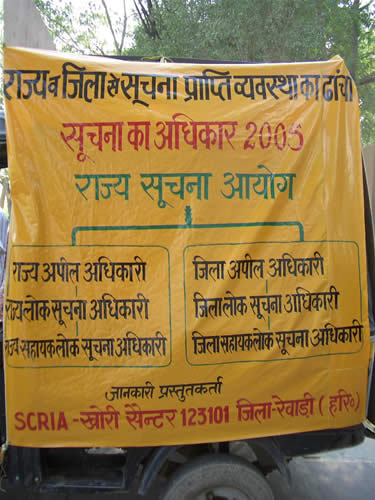 राज्य व जिला से सूचना प्राप्ति व्यवस्था का ढांचा
सूचना का अधिकार 2005
राज्य सूचना आयोग
राज्य अपील अधिकारी
राज्य लोक सूचना अधिकारी
राज्य सहायक लोक सूचना अधिकारी
जिला अपील अधिकारी
जिला लोक सूचना अधिकारी
जिला सहायक लोक सूचना अधिकारी
जानकारी प्रस्तुतकर्ता
SCRIA - खोरी सैन्टर 123101 जिला-रेवाड़ी ( हरि॰ )